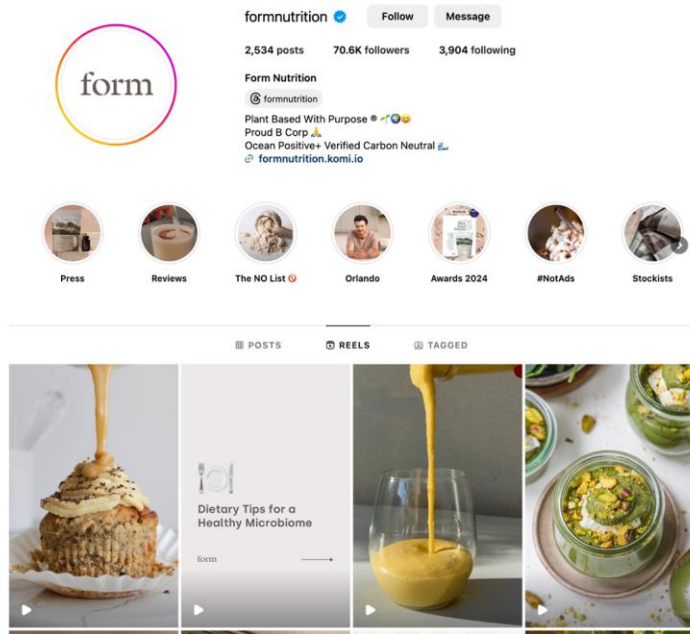 formnutrition Follow Message
2,534 posts 70.6K followers 3,904 following
form
Form Nutrition
formnutrition
Plant Based With Purpose ® 🌱🌍😀
Proud B Corp 🙏
Ocean Positive+ Verified Carbon Neutral 🌊
formnutrition.komi.io
Press Reviews The NO List 🚫 Orlando Awards 2024 #NotAds Stockists
POSTS REELS TAGGED
🍽️
Dietary Tips for a
Healthy Microbiome
form